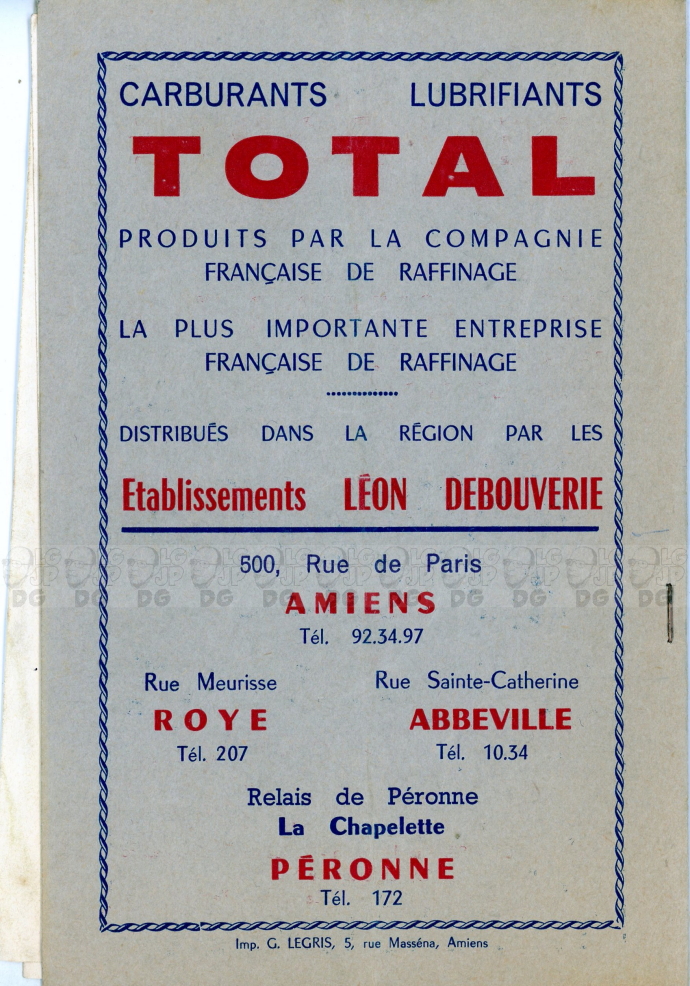 CARBURANTS LUBRIFIANTS
TOTAL
PRODUITS PAR LA COMPAGNIE
FRANÇAISE DE RAFFINAGE
LA PLUS IMPORTANTE ENTREPRISE
FRANÇAISE DE RAFFINAGE
DISTRIBUÉS DANS LA RÉGION PAR LES
Etablissements LÉON DEBOUVERIE
500, Rue de Paris
AMIENS
Tél. 92.34.97
Rue Meurisse
ROYE
Tél. 207
Rue Sainte-Catherine
ABBEVILLE
Tél. 10.34
Relais de Péronne
La Chapelette
PÉRONNE
Tél. 172
Imp. G. LEGRIS, 5, rue Masséna, Amiens